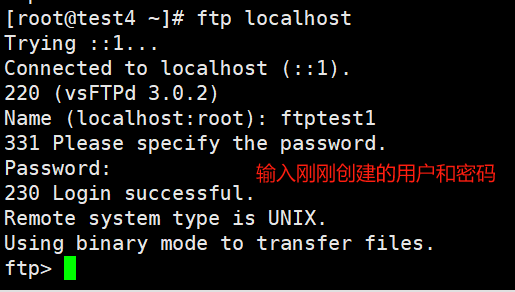 [root@test4 ~]# ftp localhost
Trying ::1...
Connected to localhost (::1).
220 (vsFTPd 3.0.2)
Name (localhost:root): ftptest1
331 Please specify the password.
Password:
输入刚刚创建的用户和密码
230 Login successful.
Remote system type is UNIX.
Using binary mode to transfer files.
ftp>